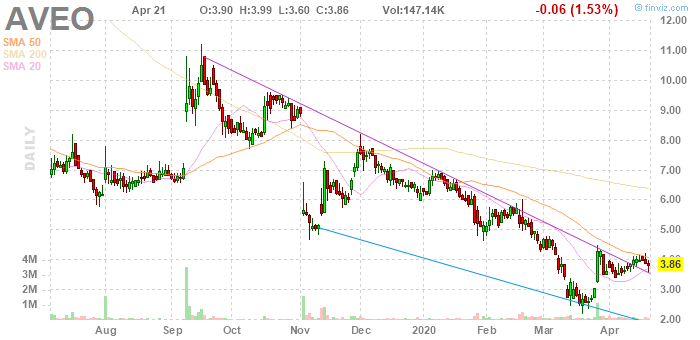 AVEO
Apr 21 O:3.90 H:3.99 L:3.60 C:3.86 Vol:147.14K -0.06 (1.53%)
© finviz.com
SMA 50
SMA 200
SMA 20
DAILY
12.00
11.00
10.00
9.00
8.00
7.00
6.00
5.00
4.00
3.86
3.00
2.00
4M
3M
2M
1M
Aug Sep Oct Nov Dec 2020 Feb Mar Apr